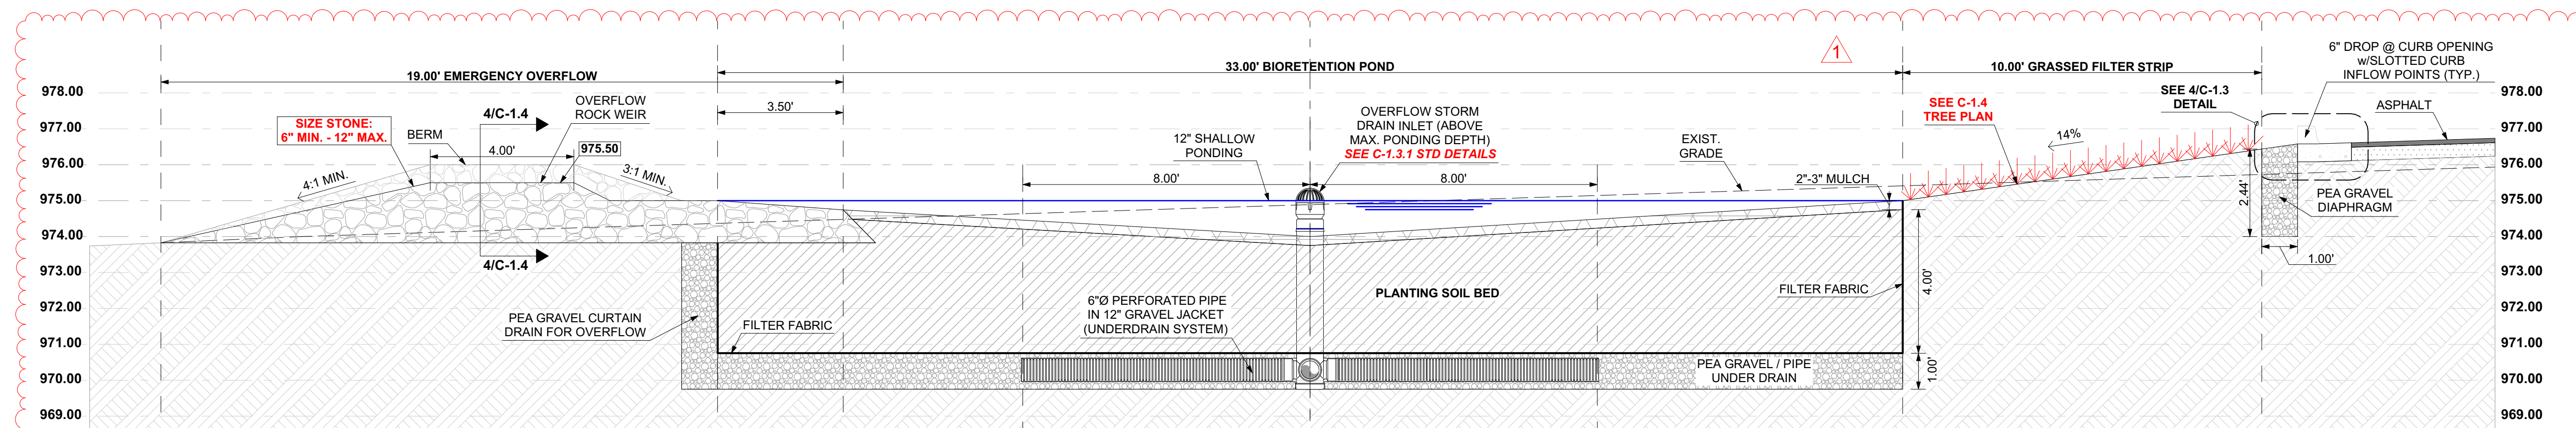 1
6" DROP @ CURB OPENING
w/SLOTTED CURB
INFLOW POINTS (TYP.)
19.00' EMERGENCY OVERFLOW
33.00' BIORETENTION POND
10.00' GRASSED FILTER STRIP
978.00
977.00
976.00
975.00
974.00
973.00
972.00
971.00
970.00
969.00
SIZE STONE:
6" MIN. - 12" MAX.
BERM
4/C-1.4
OVERFLOW
ROCK WEIR
4.00'
975.50
4:1 MIN.
3:1 MIN.
4/C-1.4
3.50'
12" SHALLOW
PONDING
OVERFLOW STORM
DRAIN INLET (ABOVE
MAX. PONDING DEPTH)
SEE C-1.3.1 STD DETAILS
8.00'
8.00'
EXIST.
GRADE
2"-3" MULCH
SEE C-1.4
TREE PLAN
14%
SEE 4/C-1.3
DETAIL
ASPHALT
2.44'
PEA GRAVEL
DIAPHRAGM
1.00'
PEA GRAVEL CURTAIN
DRAIN FOR OVERFLOW
FILTER FABRIC
6"Ø PERFORATED PIPE
IN 12" GRAVEL JACKET
(UNDERDRAIN SYSTEM)
PLANTING SOIL BED
FILTER FABRIC
4.00'
PEA GRAVEL / PIPE
UNDER DRAIN
1.00'
978.00
977.00
976.00
975.00
974.00
973.00
972.00
971.00
970.00
969.00